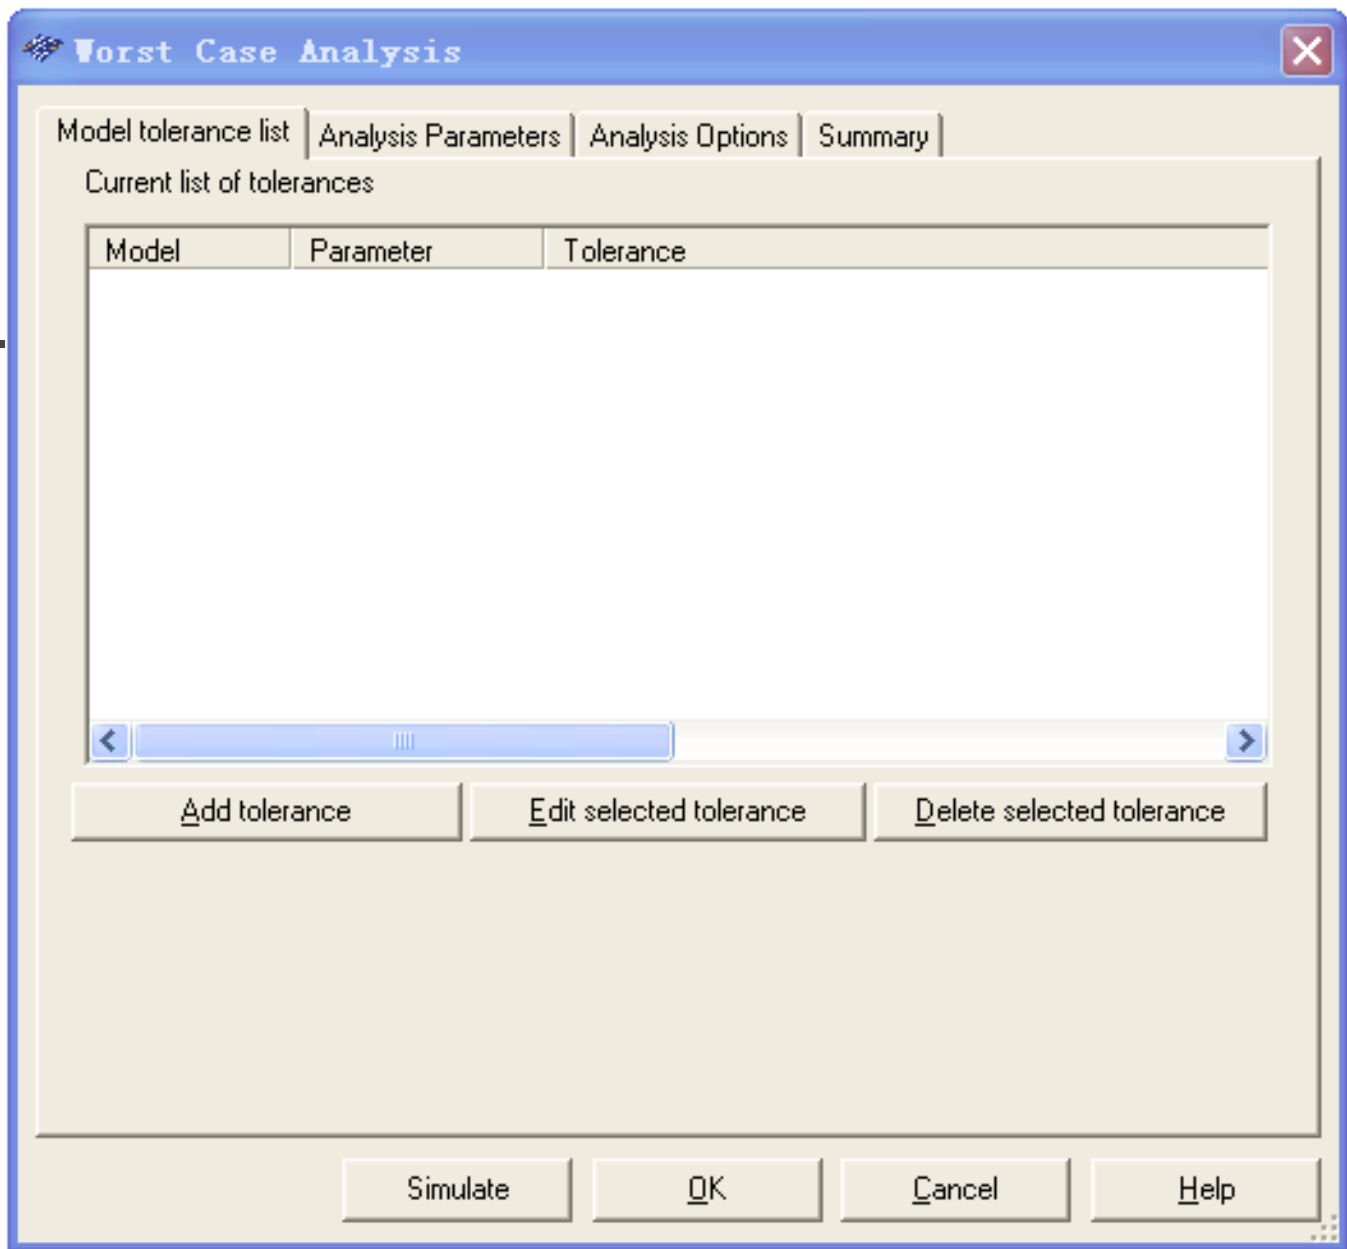 Worst Case Analysis
Model tolerance list Analysis Parameters Analysis Options Summary
Current list of tolerances
Model Parameter Tolerance
Add tolerance Edit selected tolerance Delete selected tolerance
Simulate OK Cancel Help